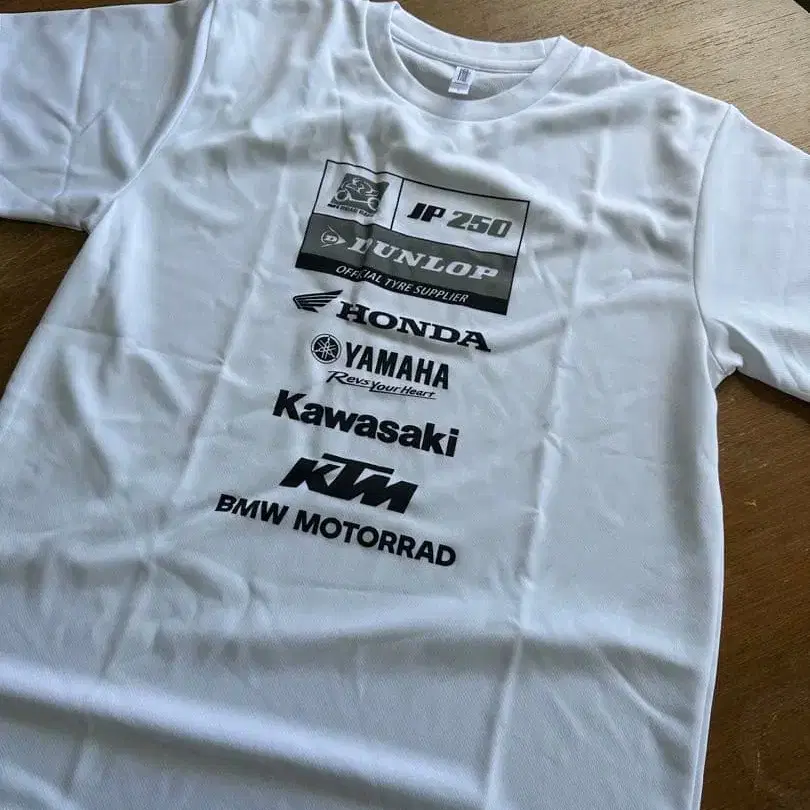 JP 250
DUNLOP
OFFICIAL TYRE SUPPLIER
HONDA
YAMAHA
Revs Your Heart
Kawasaki
KTM
BMW MOTORRAD